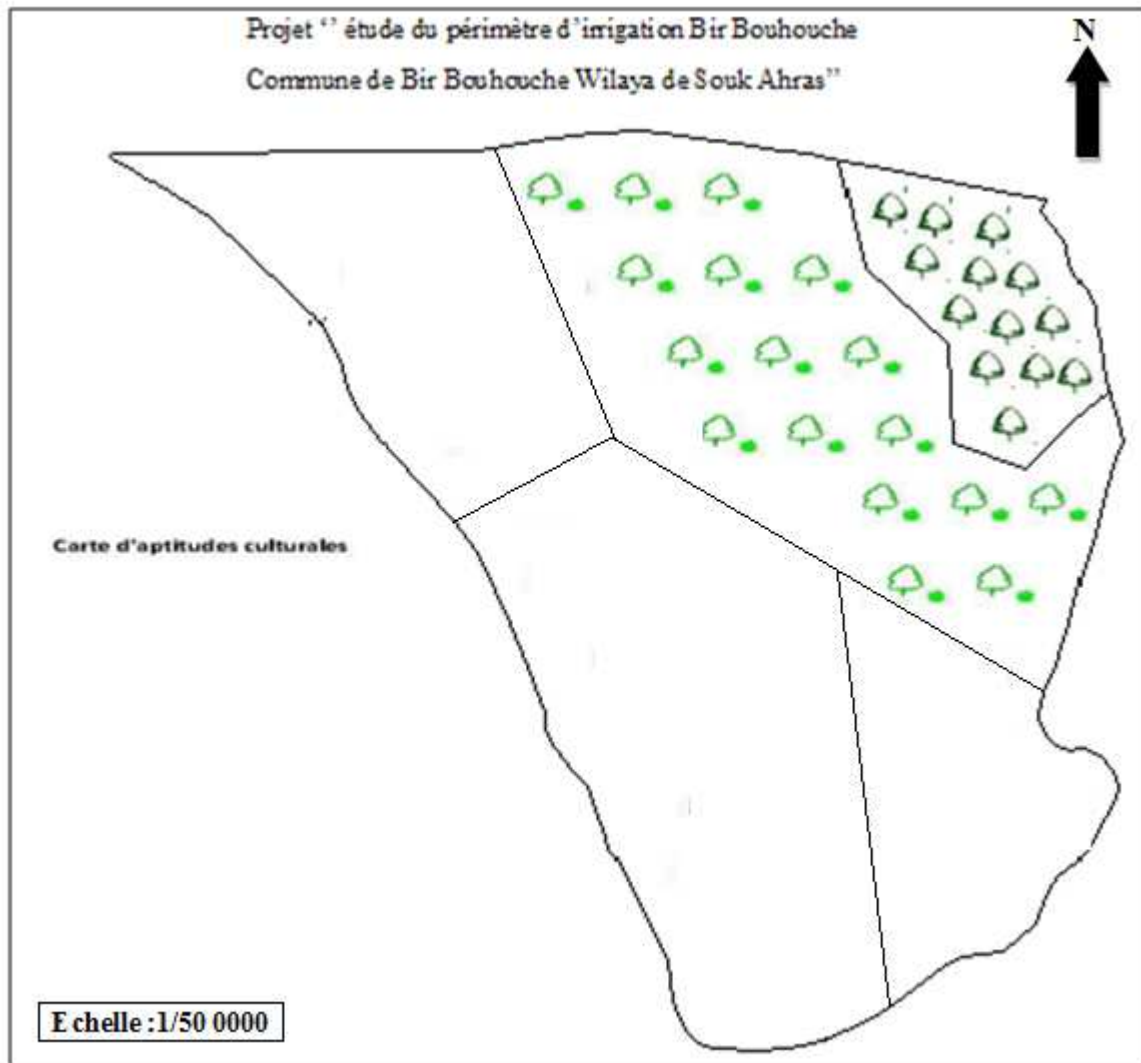 Projet ‘’ étude du périmètre d’irrigation Bir Bouhouche
N
Commune de Bir Bouhouche Wilaya de Souk Ahras’’
Carte d'aptitudes culturales
Echelle :1/50 0000